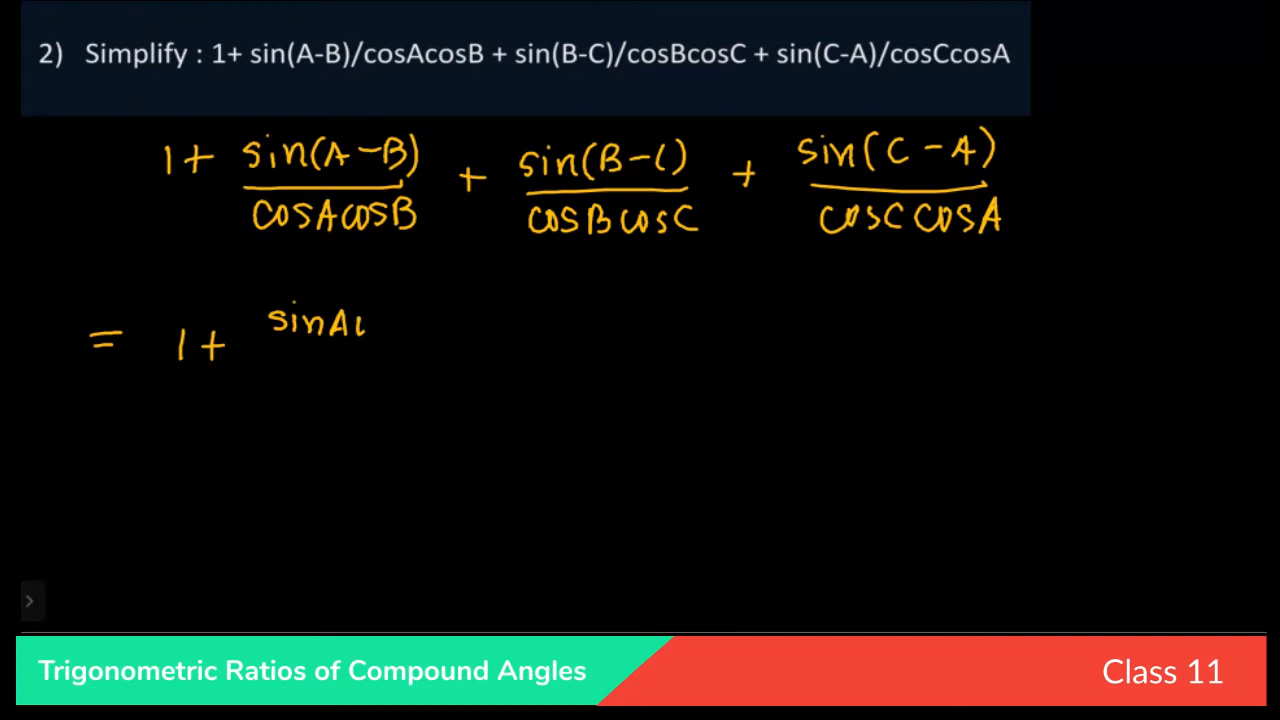 2) Simplify : 1+ sin(A-B)/cosAcosB + sin(B-C)/cosBcosC + sin(C-A)/cosCcosA
1+ sin(A-B) + sin(B-C) + sin(C-A)
cosAcosB cosBcosC cosCcosA
= 1+ sinA
Trigonometric Ratios of Compound Angles
Class 11